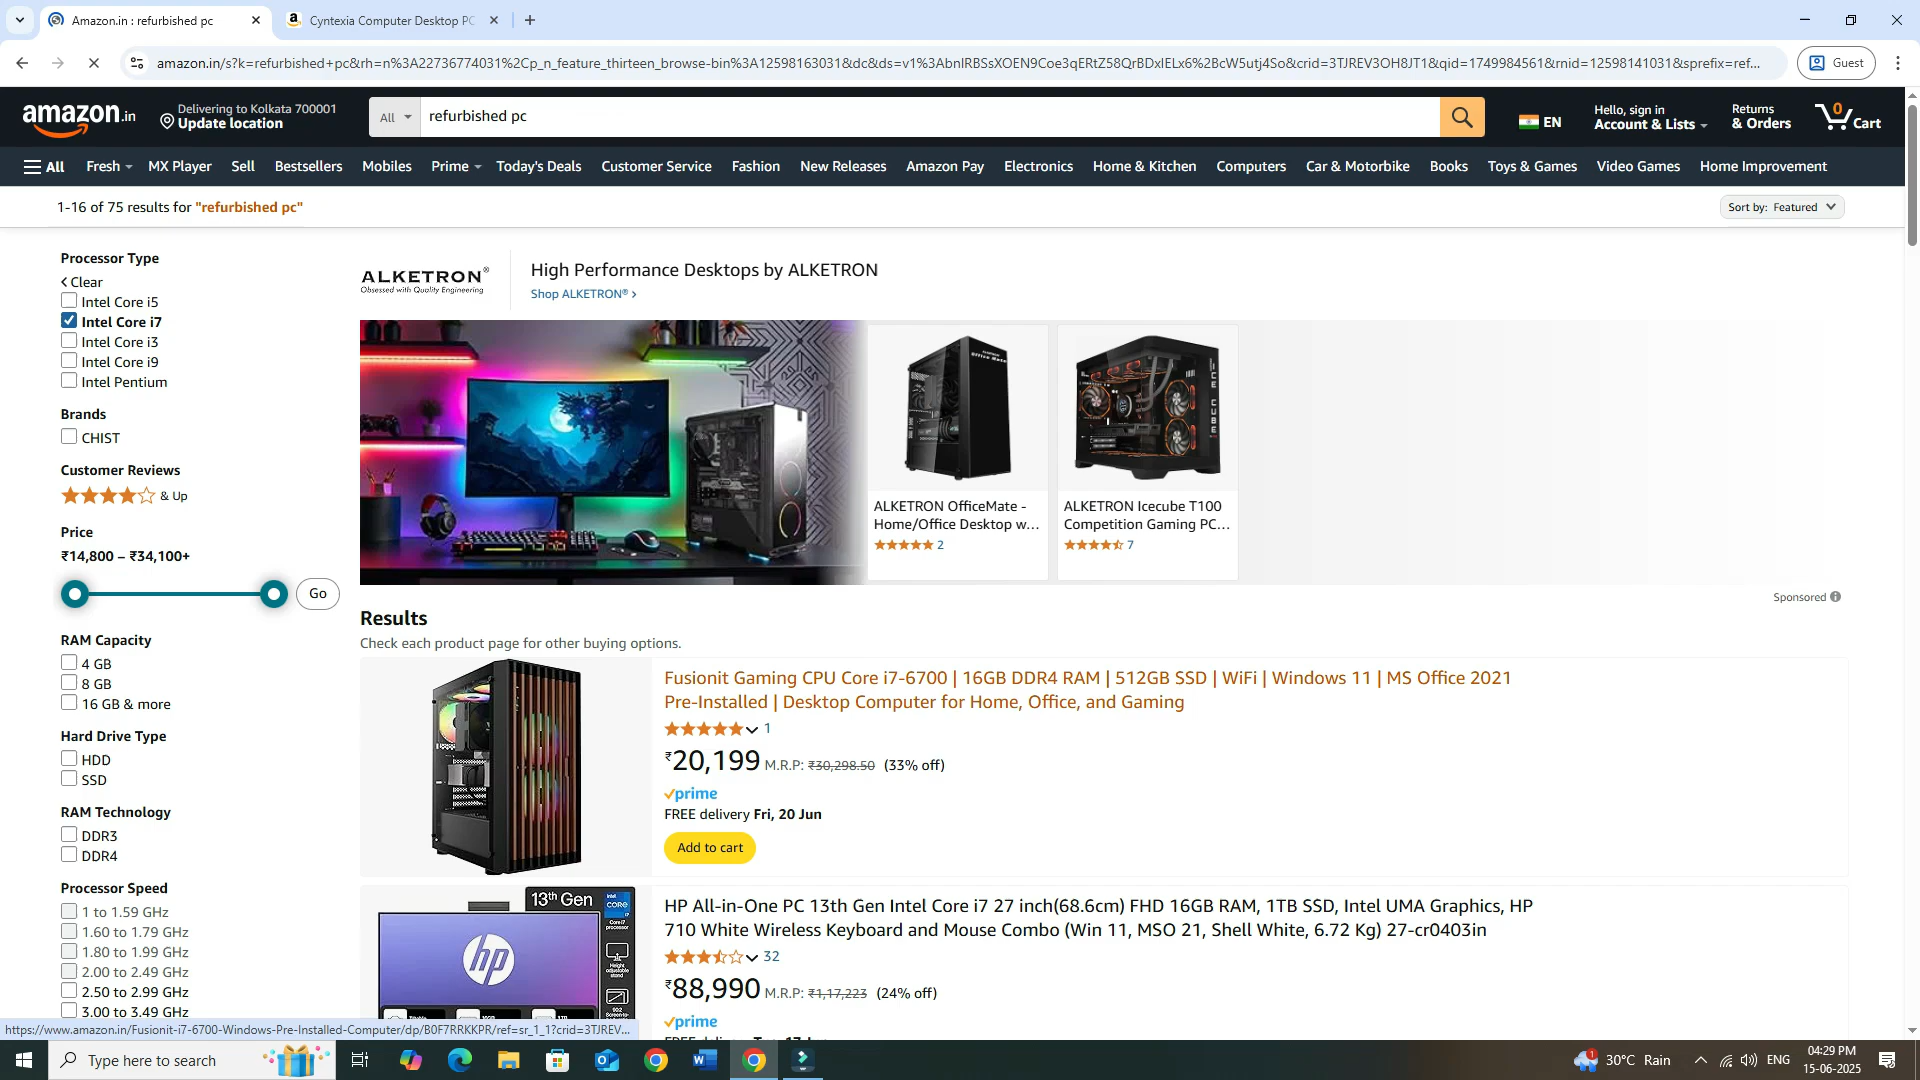 Amazon.in : refurbished pc
Cyntexia Computer Desktop PC
amazon.in/s?k=refurbished+pc&rh=n%3A22736774031%2Cp_n_feature_thirteen_browse-bin%3A12598163031&dc&ds=v1%3AbnlRBSsXOEN9Coe3qERtZ58QrBDxIELx6%2BcW5utj4So&crid=3TJREV3OH8JT1&qid=1749984561&rnid=12598141031&sprefix=ref...
Guest
amazon.in
Delivering to Kolkata 700001
Update location
All
refurbished pc
EN
Hello, sign in
Account & Lists
Returns
& Orders
0
Cart
All
Fresh
MX Player
Sell
Bestsellers
Mobiles
Prime
Today's Deals
Customer Service
Fashion
New Releases
Amazon Pay
Electronics
Home & Kitchen
Computers
Car & Motorbike
Books
Toys & Games
Video Games
Home Improvement
1-16 of 75 results for "refurbished pc"
Sort by: Featured
Processor Type
Clear
Intel Core i5
Intel Core i7
Intel Core i3
Intel Core i9
Intel Pentium
Brands
CHIST
Customer Reviews
& Up
Price
₹14,800 – ₹34,100+
Go
RAM Capacity
4 GB
8 GB
16 GB & more
Hard Drive Type
HDD
SSD
RAM Technology
DDR3
DDR4
Processor Speed
1 to 1.59 GHz
1.60 to 1.79 GHz
1.80 to 1.99 GHz
2.00 to 2.49 GHz
2.50 to 2.99 GHz
3.00 to 3.49 GHz
ALKETRON®
Obsessed with Quality Engineering
High Performance Desktops by ALKETRON
Shop ALKETRON® ›
ICE CUBE
ALKETRON OfficeMate -
Home/Office Desktop w...
2
ALKETRON Icecube T100
Competition Gaming PC...
7
Sponsored
Results
Check each product page for other buying options.
Fusionit Gaming CPU Core i7-6700 | 16GB DDR4 RAM | 512GB SSD | WiFi | Windows 11 | MS Office 2021
Pre-Installed | Desktop Computer for Home, Office, and Gaming
1
₹20,199 M.R.P: ₹30,298.50 (33% off)
prime
FREE delivery Fri, 20 Jun
Add to cart
13th Gen
intel
CORE
Core i7
processor
Height
adjustable
stand
hp
HP All-in-One PC 13th Gen Intel Core i7 27 inch(68.6cm) FHD 16GB RAM, 1TB SSD, Intel UMA Graphics, HP
710 White Wireless Keyboard and Mouse Combo (Win 11, MSO 21, Shell White, 6.72 Kg) 27-cr0403in
32
₹88,990 M.R.P: ₹1,17,223 (24% off)
prime
https://www.amazon.in/Fusionit-i7-6700-Windows-Pre-Installed-Computer/dp/B0F7RRKKPR/ref=sr_1_1?crid=3TJREV...
Type here to search
1
30°C Rain
ENG
04:29 PM
15-06-2025